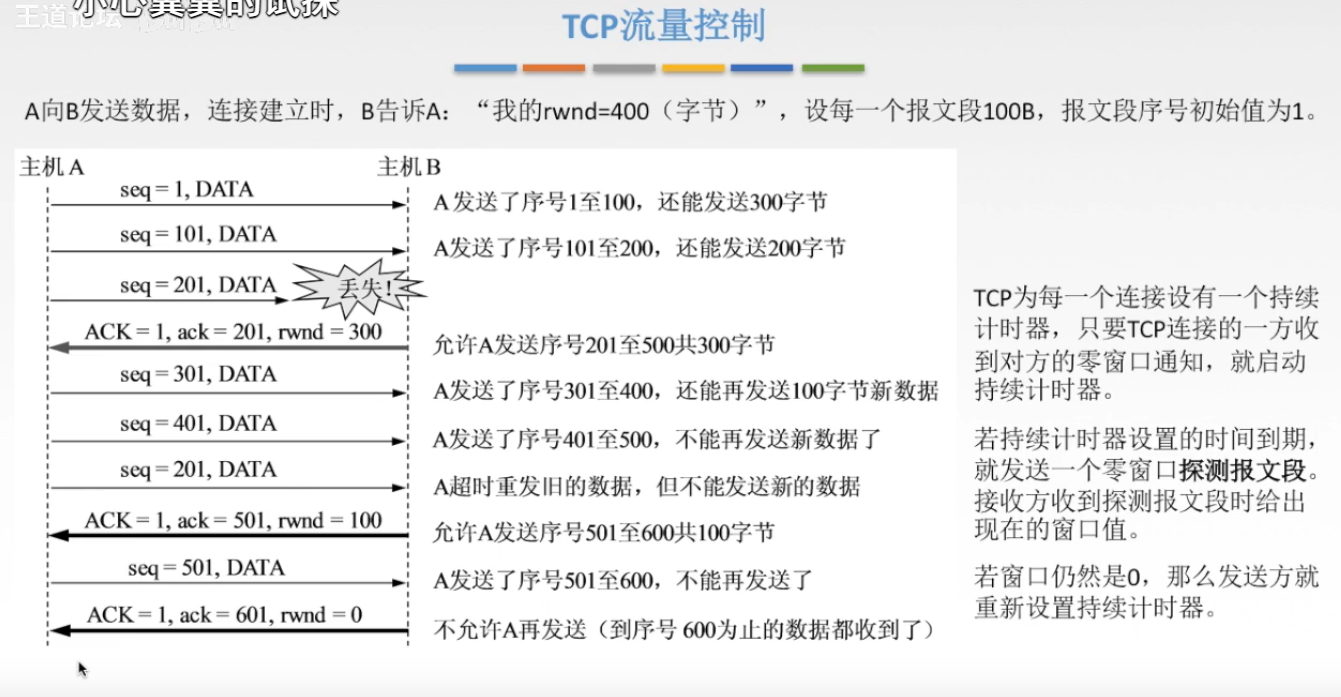 王道论坛
小心翼翼的试探
TCP流量控制
A向B发送数据，连接建立时，B告诉A：“我的rwnd=400（字节）”，设每一个报文段100B，报文段序号初始值为1。
主机A
主机B
seq = 1, DATA
A发送了序号1至100，还能发送300字节
seq = 101, DATA
A发送了序号101至200，还能发送200字节
seq = 201, DATA
丢失!
ACK = 1, ack = 201, rwnd = 300
允许A发送序号201至500共300字节
seq = 301, DATA
A发送了序号301至400，还能再发送100字节新数据
seq = 401, DATA
A发送了序号401至500，不能再发送新数据了
seq = 201, DATA
A超时重发旧的数据，但不能发送新的数据
ACK = 1, ack = 501, rwnd = 100
允许A发送序号501至600共100字节
seq = 501, DATA
A发送了序号501至600，不能再发送了
ACK = 1, ack = 601, rwnd = 0
不允许A再发送（到序号 600为止的数据都收到了）
TCP为每一个连接设有一个持续
计时器，只要TCP连接的一方收
到对方的零窗口通知，就启动
持续计时器。
若持续计时器设置的时间到期，
就发送一个零窗口探测报文段。
接收方收到探测报文段时给出
现在的窗口值。
若窗口仍然是0，那么发送方就
重新设置持续计时器。